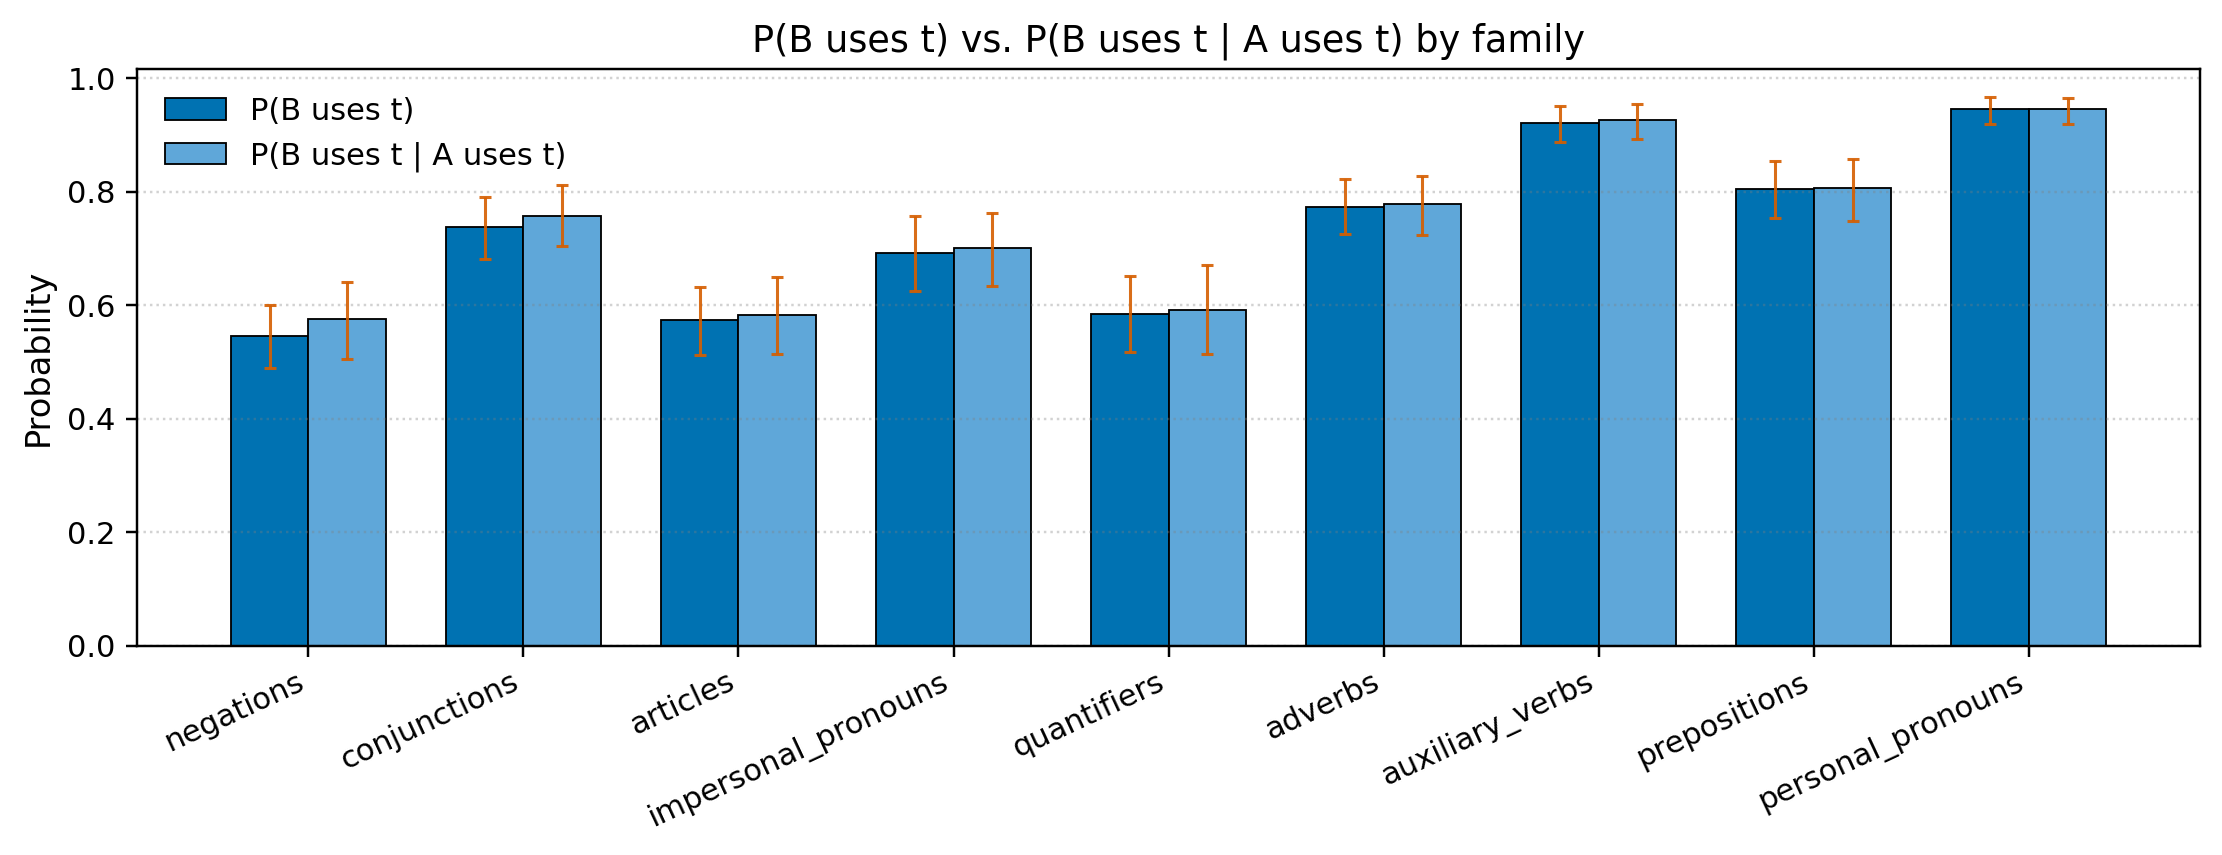 P(B uses t) vs. P(B uses t | A uses t) by family
1.0
0.8
0.6
0.4
0.2
0.0
Probability
P(B uses t)
P(B uses t | A uses t)
negations
conjunctions
articles
impersonal_pronouns
quantifiers
adverbs
auxiliary_verbs
prepositions
personal_pronouns